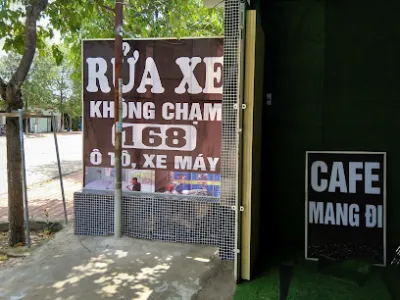 RỬA XE
KHÔNG CHẠM
168
Ô TÔ, XE MÁY
CAFE
MANG ĐI